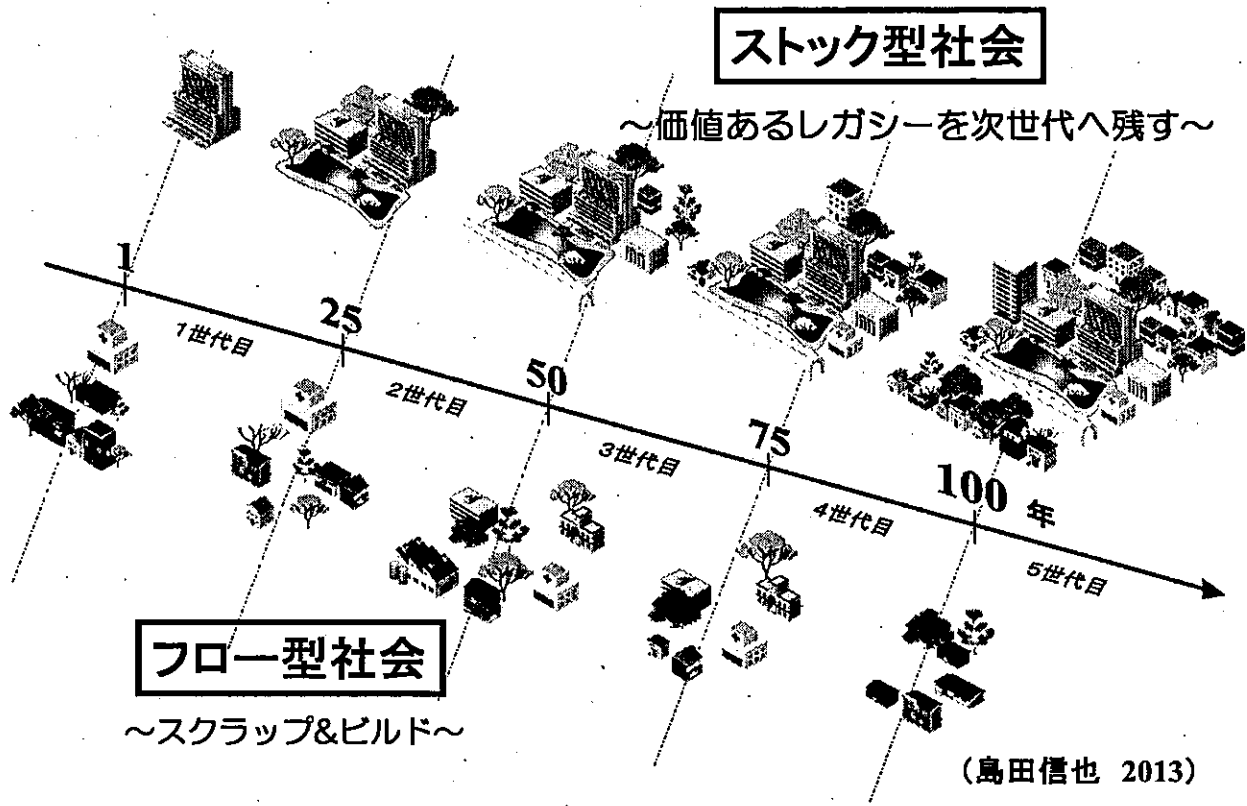 ストック型社会
～価値あるレガシーを次世代へ残す～
1
25
50
75
100 年
1世代目
2世代目
3世代目
4世代目
5世代目
フロー型社会
～スクラップ&ビルド～
（島田信也 2013）